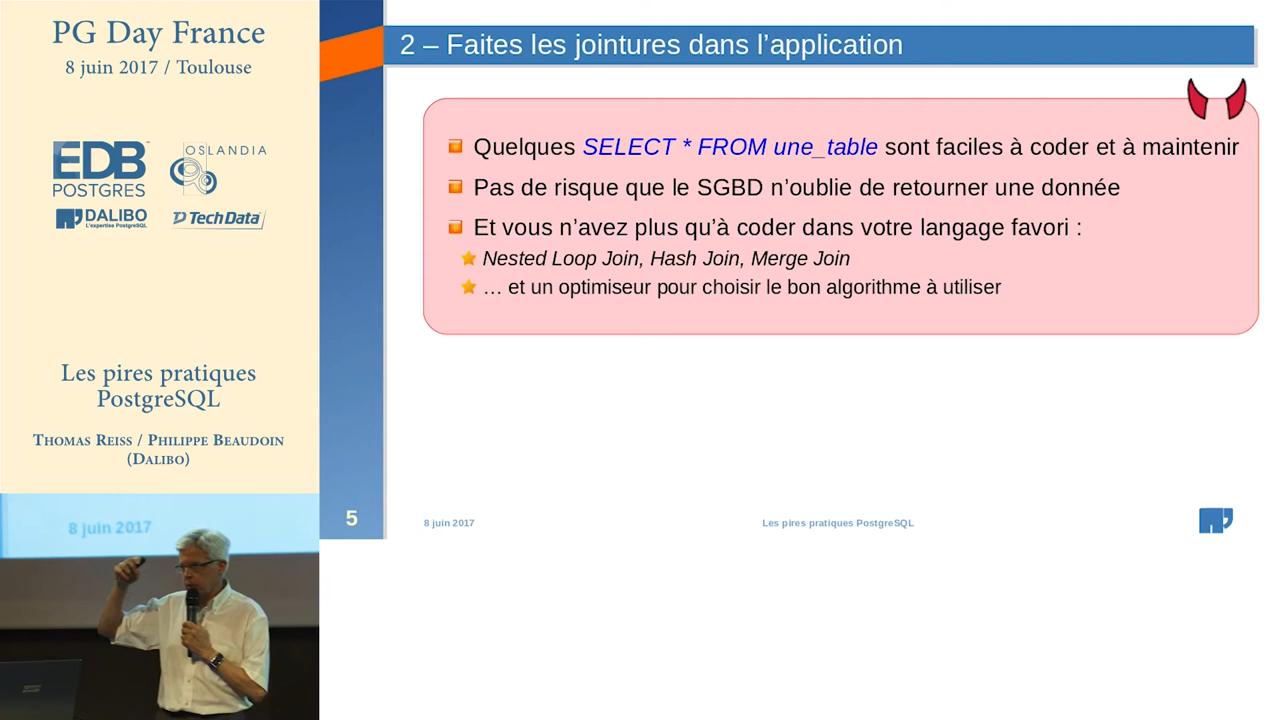 PG Day France
8 juin 2017 / Toulouse
EDB
POSTGRES
OSLANDIA
DALIBO
L'expertise PostgreSQL
TechData
Les pires pratiques
PostgreSQL
Thomas Reiss / Philippe Beaudoin
(Dalibo)
8 juin 2017
2 – Faites les jointures dans l’application
Quelques SELECT * FROM une_table sont faciles à coder et à maintenir
Pas de risque que le SGBD n’oublie de retourner une donnée
Et vous n’avez plus qu’à coder dans votre langage favori :
Nested Loop Join, Hash Join, Merge Join
… et un optimiseur pour choisir le bon algorithme à utiliser
5
8 juin 2017
Les pires pratiques PostgreSQL